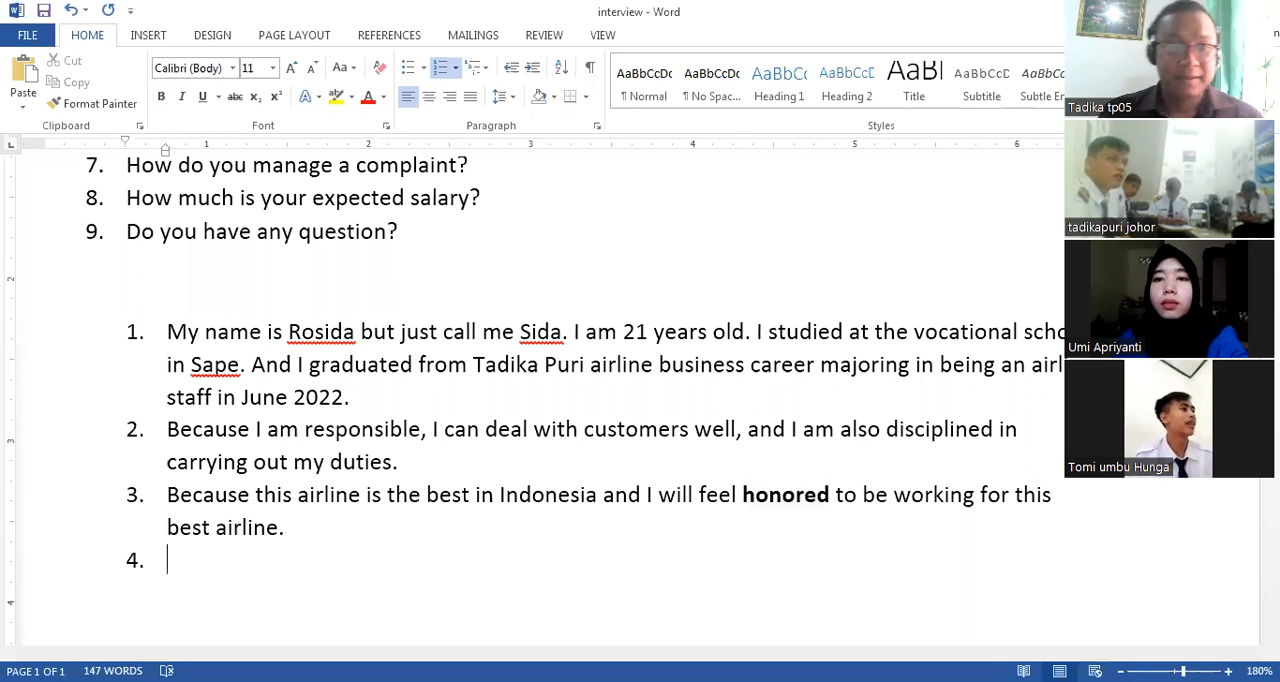 interview - Word
FILE HOME INSERT DESIGN PAGE LAYOUT REFERENCES MAILINGS REVIEW VIEW
Paste Cut Copy Format Painter
Calibri (Body) 11
AaBbCcDc AaBbCcDc AaBbCc AaBbCcD AaBl AaBbCcD AaBbCcD
¶ Normal ¶ No Spac... Heading 1 Heading 2 Title Subtitle Subtle En
Clipboard Font Paragraph Styles
7. How do you manage a complaint?
8. How much is your expected salary?
9. Do you have any question?
1. My name is Rosida but just call me Sida. I am 21 years old. I studied at the vocational scho
in Sape. And I graduated from Tadika Puri airline business career majoring in being an airl
staff in June 2022.
2. Because I am responsible, I can deal with customers well, and I am also disciplined in
carrying out my duties.
3. Because this airline is the best in Indonesia and I will feel honored to be working for this
best airline.
4.
Tadika tp05
tadikapuri johor
Umi Apriyanti
Tomi umbu Hunga
PAGE 1 OF 1 147 WORDS 180%